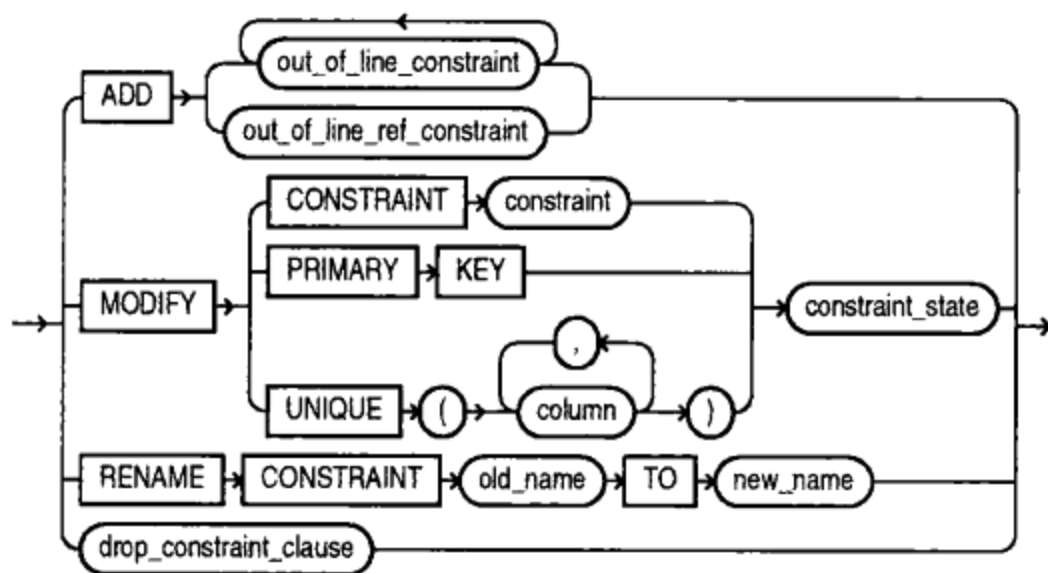 out_of_line_constraint
ADD
out_of_line_ref_constraint
CONSTRAINT constraint
PRIMARY KEY
MODIFY constraint_state
,
UNIQUE ( column )
RENAME CONSTRAINT old_name TO new_name
drop_constraint_clause